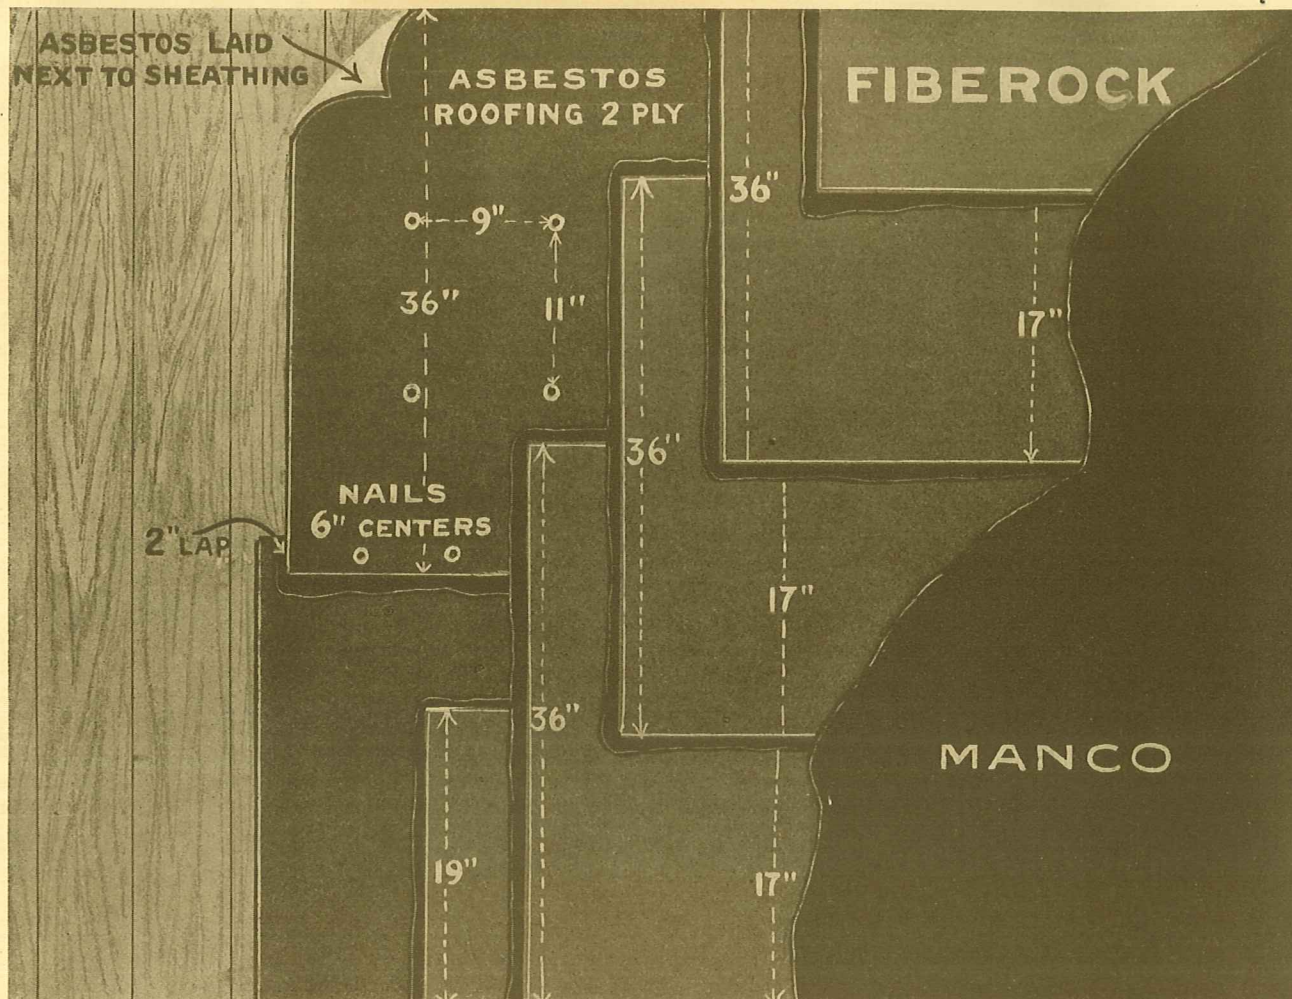 ASBESTOS LAID
NEXT TO SHEATHING
ASBESTOS
ROOFING 2 PLY
FIBEROCK
36"
9"
36"
11"
17"
36"
NAILS
6" CENTERS
2" LAP
17"
36"
MANCO
19"
17"